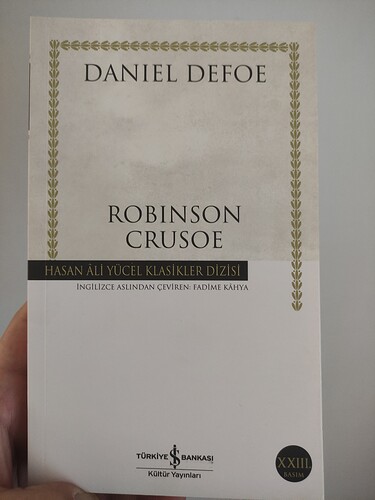 DANIEL DEFOE
ROBINSON
CRUSOE
HASAN ÂLİ YÜCEL KLASİKLER DİZİSİ
İNGİLİZCE ASLINDAN ÇEVİREN: FADİME KÂHYA
TÜRKİYE İŞ BANKASI
Kültür Yayınları
XXIII.
BASIM